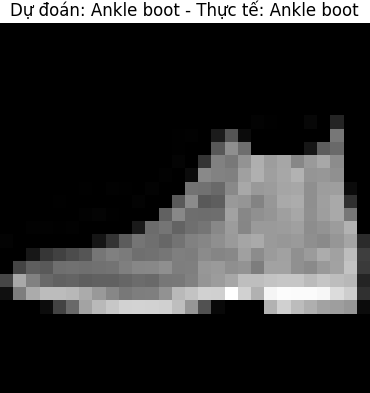 Dự đoán: Ankle boot - Thực tế: Ankle boot